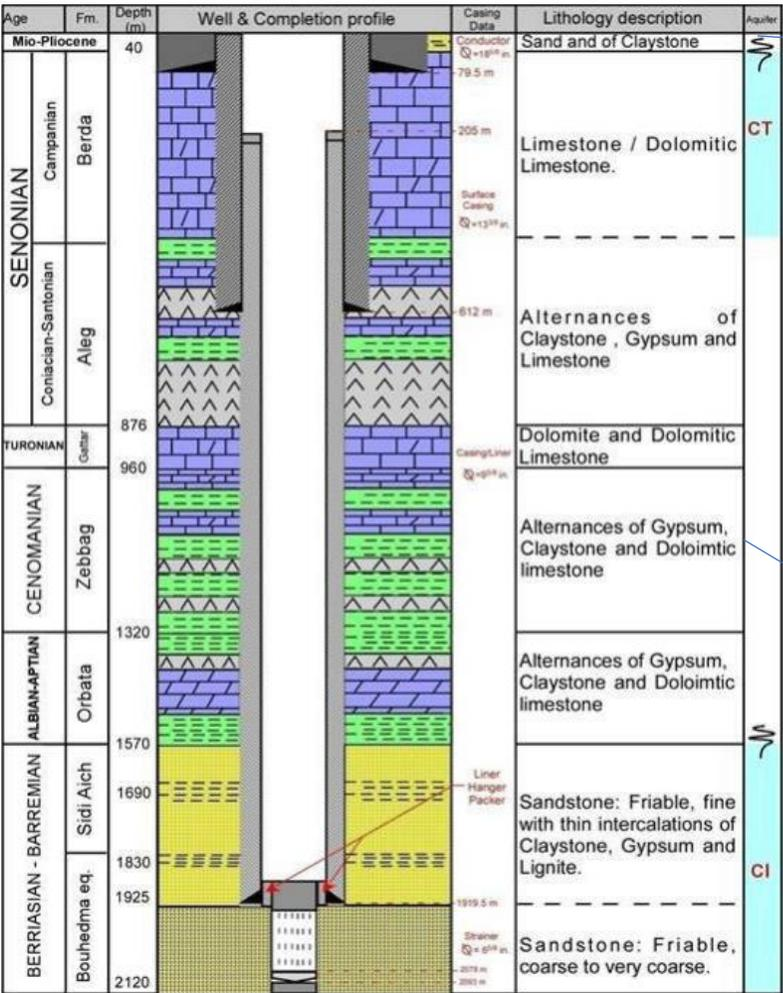 Age
Fm.
Depth
(m)
Well & Completion profile
Casing
Data
Lithology description
Aquifer
Mio-Pliocene
40
Conductor
Sand and of Claystone
79.5 m
SENONIAN
Campanian
Berda
205 m
Surface
Casing
Limestone / Dolomitic
Limestone.
CT
Coniacian-Santonian
Aleg
612 m
Alternances of
Claystone , Gypsum and
Limestone
876
TURONIAN
Gattar
Casing/Liner
Dolomite and Dolomitic
Limestone
960
CENOMANIAN
Zebbag
Alternances of Gypsum,
Claystone and Doloimtic
limestone
1320
ALBIAN-APTIAN
Orbata
Alternances of Gypsum,
Claystone and Doloimtic
limestone
1570
BERRIASIAN - BARREMIAN
Sidi Aich
1690
Liner
Hanger
Packer
Sandstone: Friable, fine
with thin intercalations of
Claystone, Gypsum and
Lignite.
CI
1830
Bouhedma eq.
1925
1919.5 m
Strainer
Sandstone: Friable,
coarse to very coarse.
2078 m
2093 m
2120